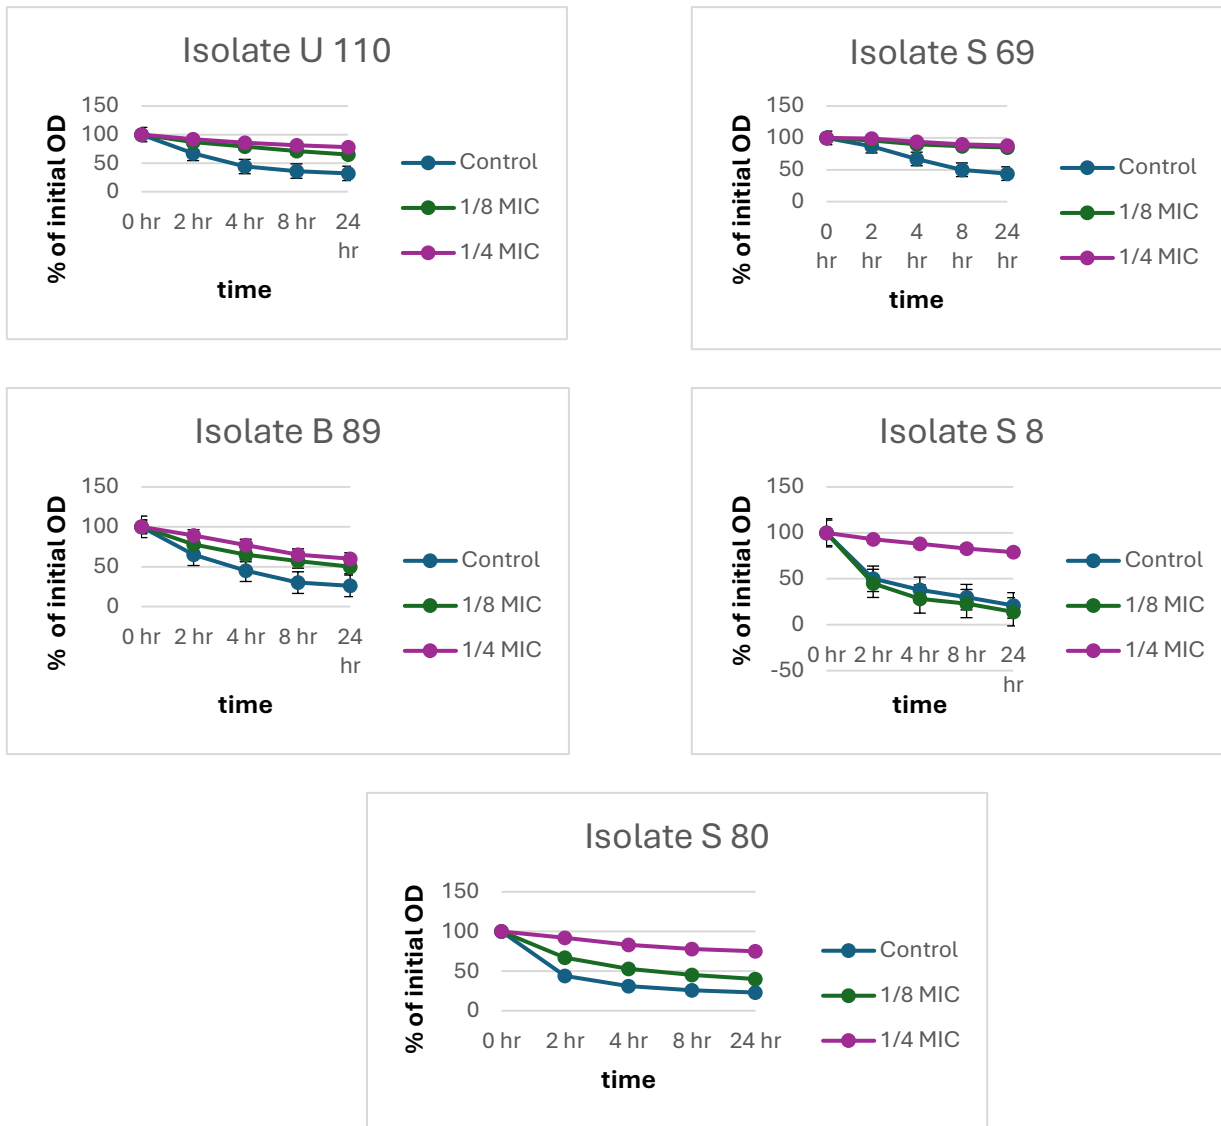 Isolate U 110
% of initial OD
150
100
50
0
0 hr 2 hr 4 hr 8 hr 24
hr
time
Control
1/8 MIC
1/4 MIC
Isolate S 69
% of initial OD
150
100
50
0
0 2 4 8 24
hr hr hr hr hr
time
Control
1/8 MIC
1/4 MIC
Isolate B 89
% of initial OD
150
100
50
0
0 hr 2 hr 4 hr 8 hr 24
hr
time
Control
1/8 MIC
1/4 MIC
Isolate S 8
% of initial OD
150
100
50
0
-50
0 hr 2 hr 4 hr 8 hr 24
hr
time
Control
1/8 MIC
1/4 MIC
Isolate S 80
% of initial OD
150
100
50
0
0 hr 2 hr 4 hr 8 hr 24 hr
time
Control
1/8 MIC
1/4 MIC